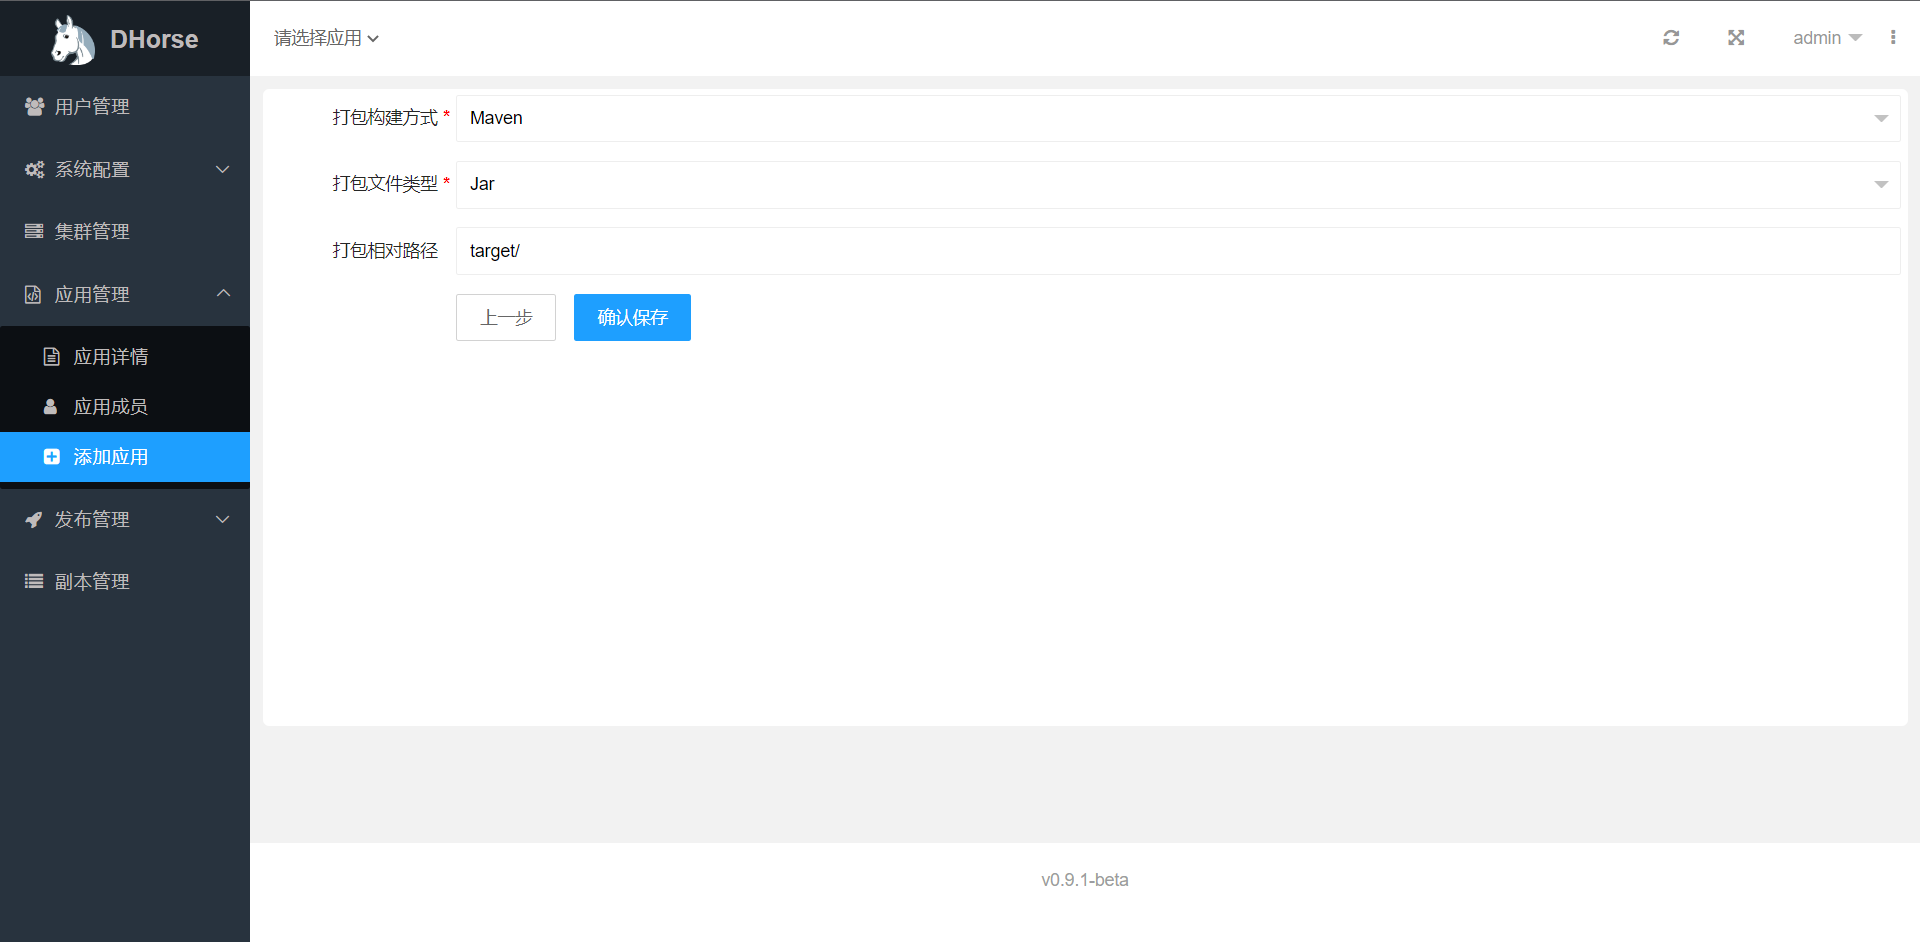 DHorse
请选择应用
admin
用户管理
系统配置
集群管理
应用管理
应用详情
应用成员
添加应用
发布管理
副本管理
打包构建方式 *
Maven
打包文件类型 *
Jar
打包相对路径
target/
上一步
确认保存
v0.9.1-beta